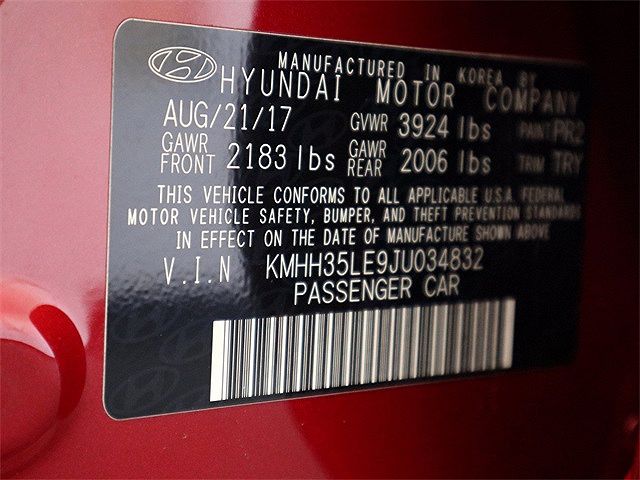 MANUFACTURED IN KOREA BY
HYUNDAI MOTOR COMPANY
AUG/21/17 GVWR 3924 lbs PAINT PR2
GAWR FRONT 2183 lbs GAWR REAR 2006 lbs TRIM TRY
THIS VEHICLE CONFORMS TO ALL APPLICABLE U.S.A. FEDERAL
MOTOR VEHICLE SAFETY, BUMPER, AND THEFT PREVENTION STANDARDS
IN EFFECT ON THE DATE OF MANUFACTURE SHOWN ABOVE
V.I.N KMHH35LE9JU034832
PASSENGER CAR